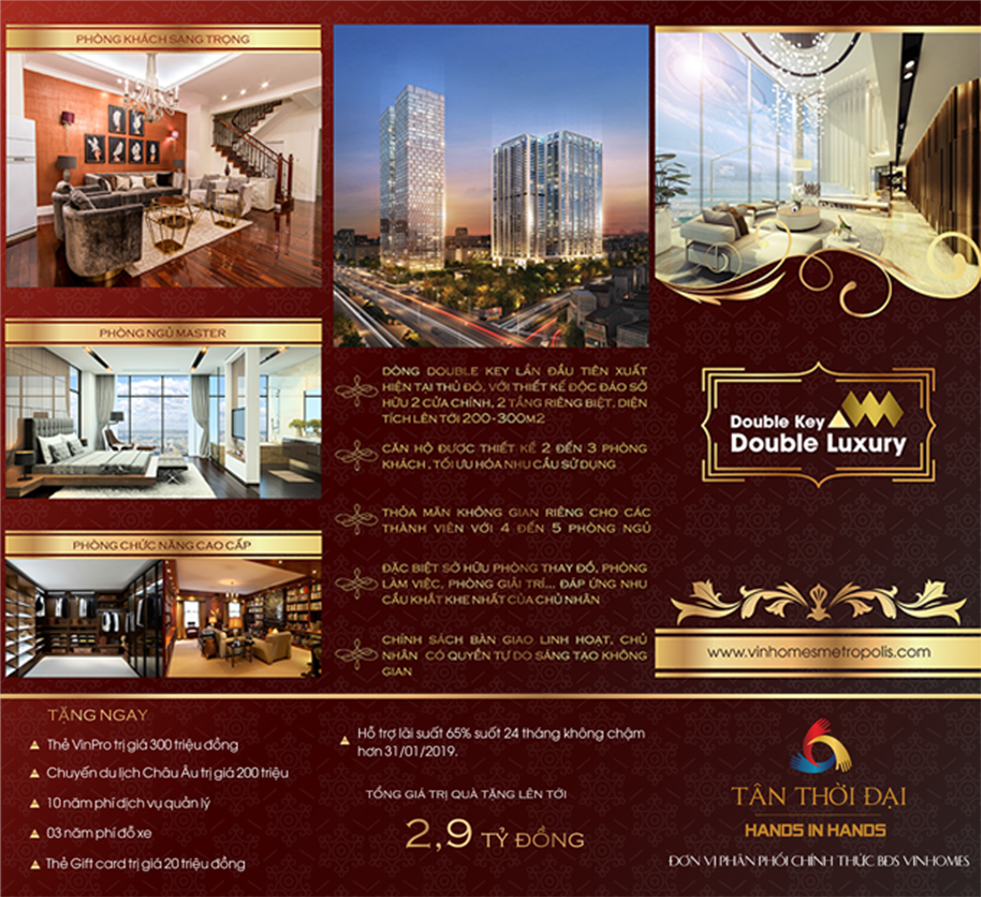 PHÒNG KHÁCH SANG TRỌNG
PHÒNG NGỦ MASTER
PHÒNG CHỨC NĂNG CAO CẤP
DÒNG DOUBLE KEY LẦN ĐẦU TIÊN XUẤT
HIỆN TẠI THỦ ĐÔ, VỚI THIẾT KẾ ĐỘC ĐÁO SỞ
HỮU 2 CỬA CHÍNH, 2 TẦNG RIÊNG BIỆT, DIỆN
TÍCH LÊN TỚI 200-300M2
CĂN HỘ ĐƯỢC THIẾT KẾ 2 ĐẾN 3 PHÒNG
KHÁCH , TỐI ƯU HÓA NHU CẦU SỬ DỤNG
THỎA MÃN KHÔNG GIAN RIÊNG CHO CÁC
THÀNH VIÊN VỚI 4 ĐẾN 5 PHÒNG NGỦ
ĐẶC BIỆT SỞ HỮU PHÒNG THAY ĐỒ, PHÒNG
LÀM VIỆC, PHÒNG GIẢI TRÍ... ĐÁP ỨNG NHU
CẦU KHẮT KHE NHẤT CỦA CHỦ NHÂN
CHÍNH SÁCH BÀN GIAO LINH HOẠT, CHỦ
NHÂN CÓ QUYỀN TỰ DO SÁNG TẠO KHÔNG
GIAN
Double Key
Double Luxury
www.vinhomesmetropolis.com
TẶNG NGAY
Thẻ VinPro trị giá 300 triệu đồng
Chuyến du lịch Châu Âu trị giá 200 triệu
10 năm phí dịch vụ quản lý
03 năm phí đỗ xe
Thẻ Gift card trị giá 20 triệu đồng
Hỗ trợ lãi suất 65% suốt 24 tháng không chậm
hơn 31/01/2019.
TỔNG GIÁ TRỊ QUÀ TẶNG LÊN TỚI
2,9 TỶ ĐỒNG
TÂN THỜI ĐẠI
HANDS IN HANDS
ĐƠN VỊ PHÂN PHỐI CHÍNH THỨC BĐS VINHOMES